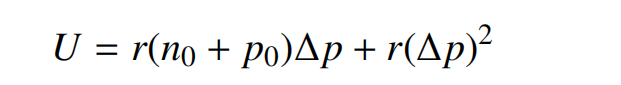 U = r(n₀ + p₀)Δp + r(Δp)²